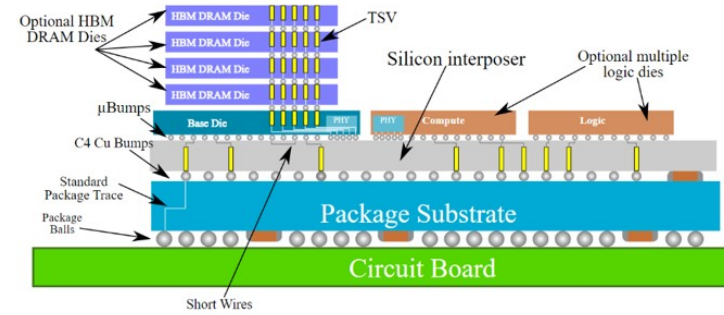 Optional HBM
DRAM Dies
HBM DRAM Die
HBM DRAM Die
HBM DRAM Die
HBM DRAM Die
TSV
Silicon interposer
Optional multiple
logic dies
μBumps
Base Die
PHY
PHY
Compute
Logic
C4 Cu Bumps
Standard
Package Trace
Package
Balls
Package Substrate
Circuit Board
Short Wires